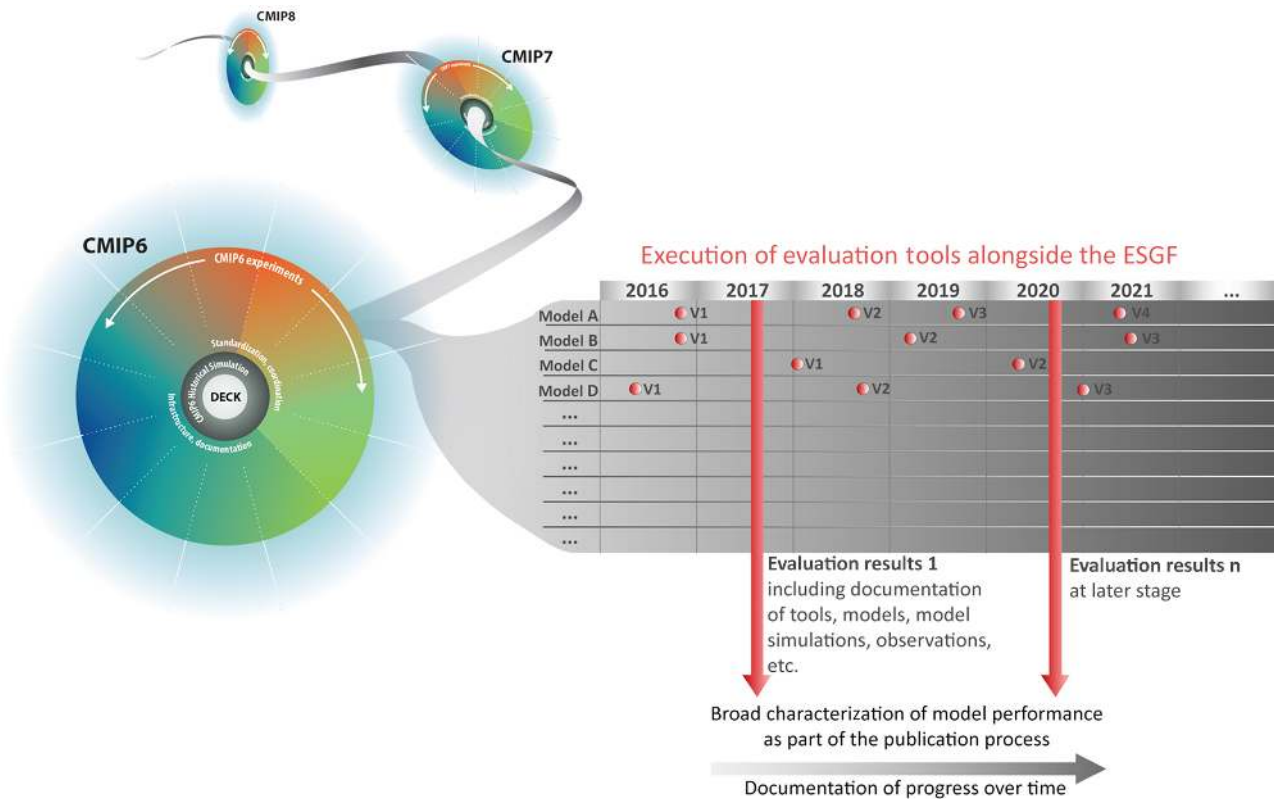 CMIP8
CMIP7
CMIP6
CMIP6 experiments
Standardization, coordination
CMIP6 Historical Simulation
DECK
Infrastructure, documentation
Execution of evaluation tools alongside the ESGF
2016 2017 2018 2019 2020 2021 ...
Model A V1 V2 V3 V4
Model B V1 V2 V3
Model C V1 V2
Model D V1 V2 V3
...
...
...
...
...
...
Evaluation results 1
including documentation
of tools, models, model
simulations, observations,
etc.
Evaluation results n
at later stage
Broad characterization of model performance
as part of the publication process
Documentation of progress over time